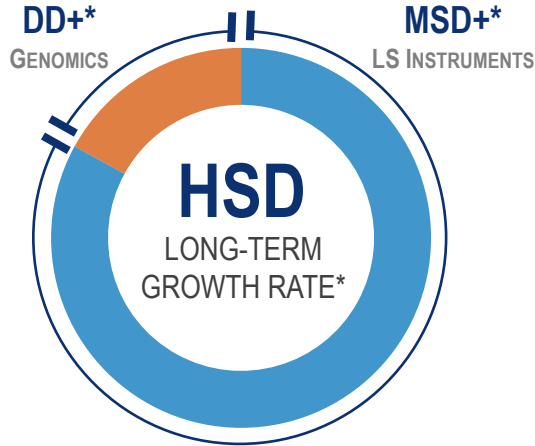 DD+*
GENOMICS
MSD+*
LS INSTRUMENTS
HSD
LONG-TERM
GROWTH RATE*